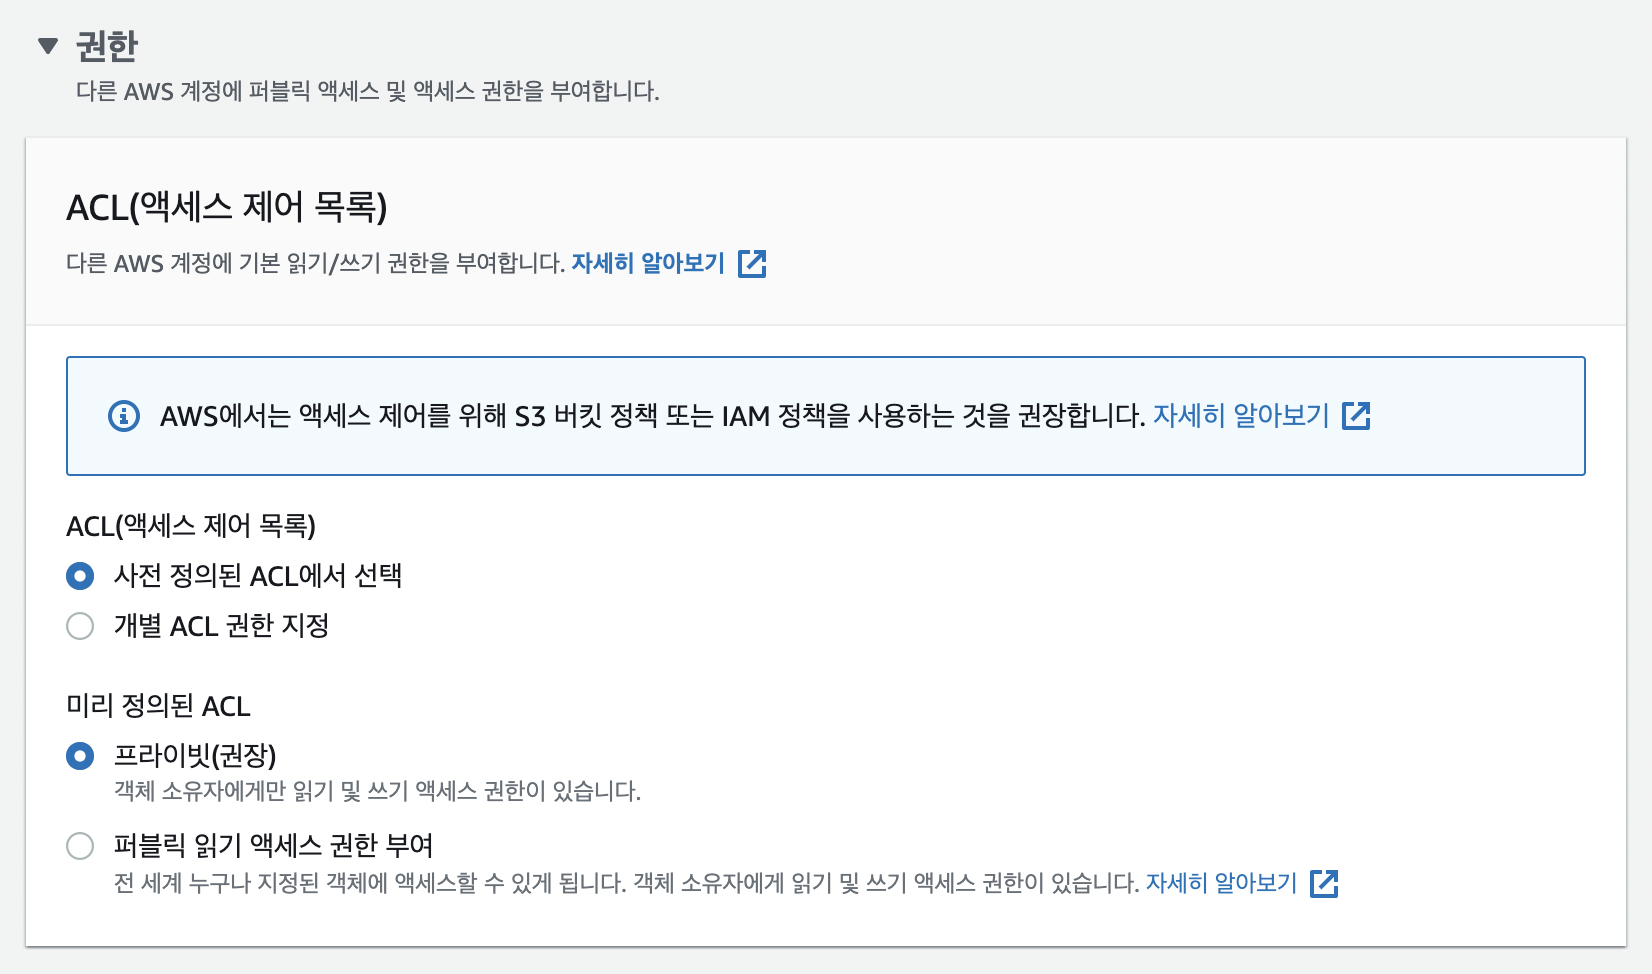 권한
다른 AWS 계정에 퍼블릭 액세스 및 액세스 권한을 부여합니다.
ACL(액세스 제어 목록)
다른 AWS 계정에 기본 읽기/쓰기 권한을 부여합니다. 자세히 알아보기
AWS에서는 액세스 제어를 위해 S3 버킷 정책 또는 IAM 정책을 사용하는 것을 권장합니다. 자세히 알아보기
ACL(액세스 제어 목록)
사전 정의된 ACL에서 선택
개별 ACL 권한 지정
미리 정의된 ACL
프라이빗(권장)
객체 소유자에게만 읽기 및 쓰기 액세스 권한이 있습니다.
퍼블릭 읽기 액세스 권한 부여
전 세계 누구나 지정된 객체에 액세스할 수 있게 됩니다. 객체 소유자에게 읽기 및 쓰기 액세스 권한이 있습니다. 자세히 알아보기